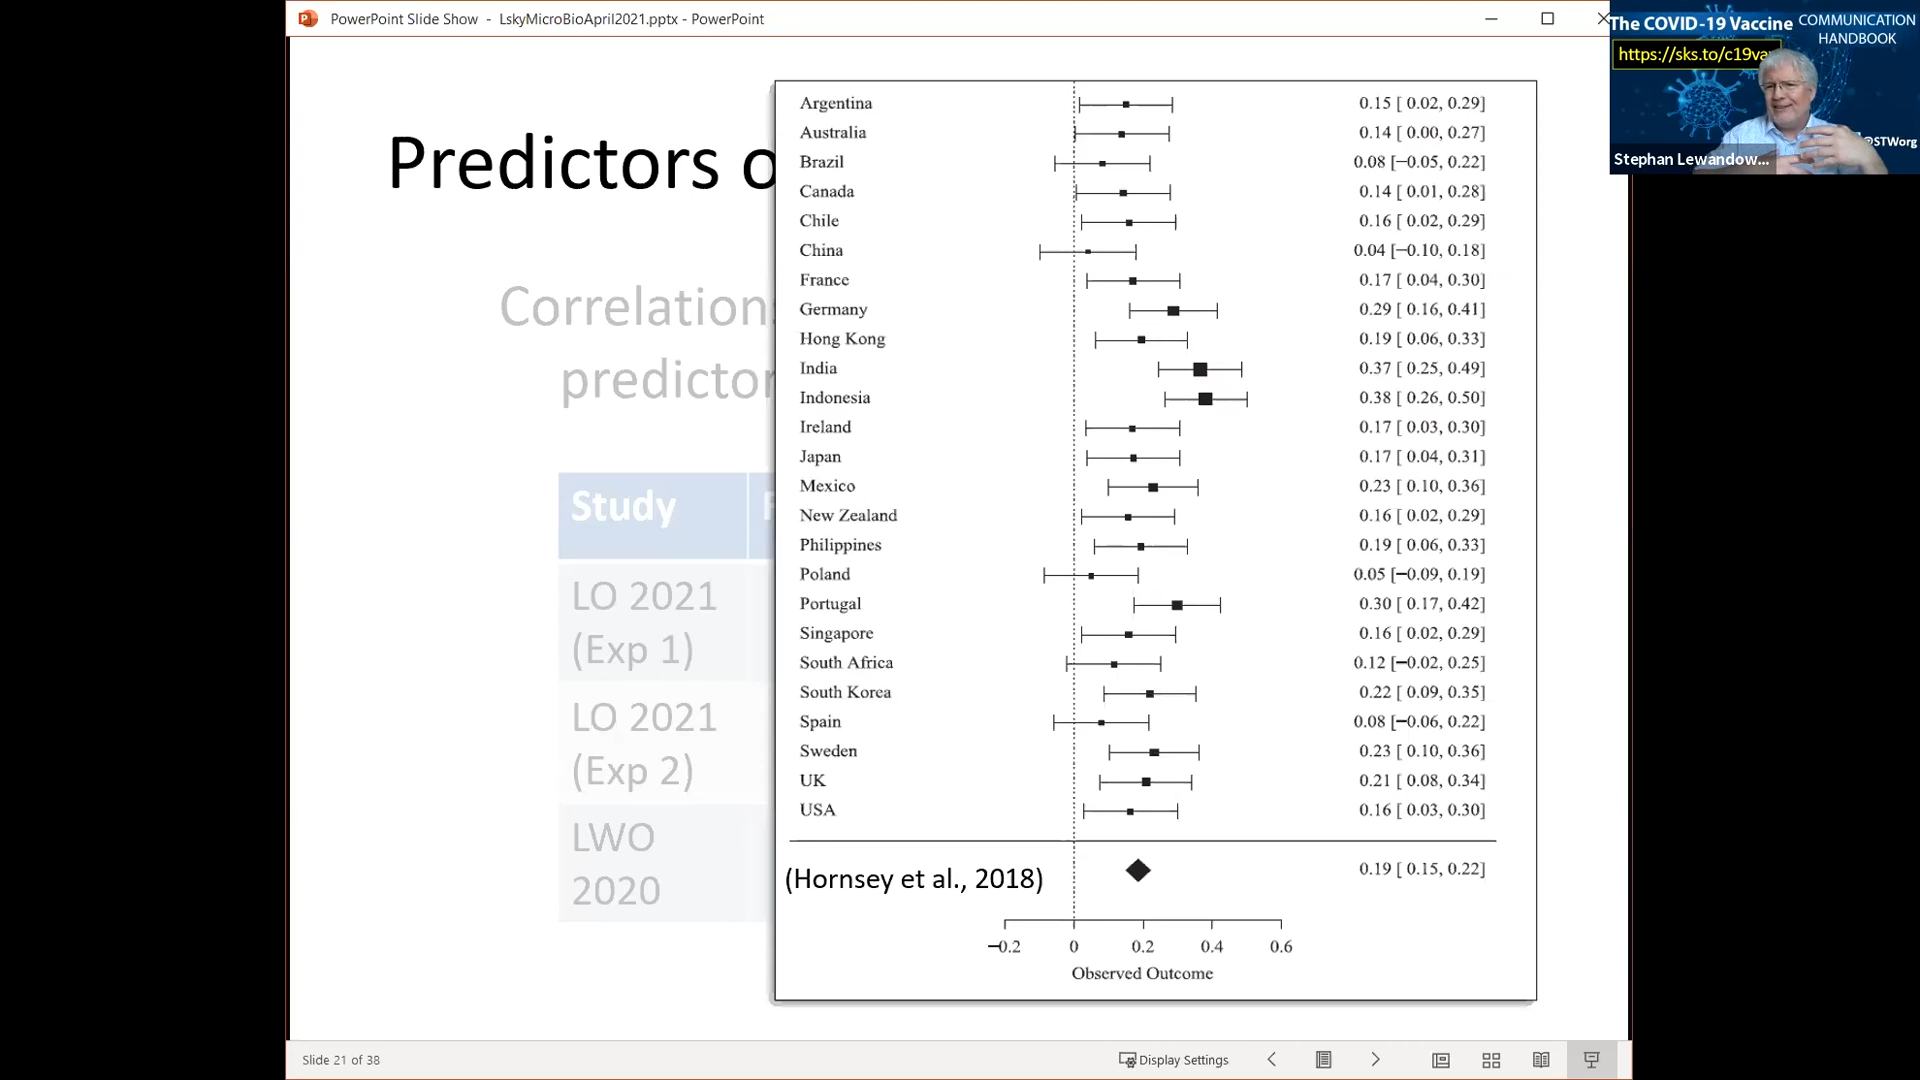 PowerPoint Slide Show - LskyMicroBioApril2021.pptx - PowerPoint
The COVID-19 Vaccine COMMUNICATION
HANDBOOK
https://sks.to/c19va
@STWorg
Stephan Lewandow...
Predictors o
Correlations
predictor
Study F
LO 2021
(Exp 1)
LO 2021
(Exp 2)
LWO
2020
Argentina 0.15 [ 0.02, 0.29]
Australia 0.14 [ 0.00, 0.27]
Brazil 0.08 [−0.05, 0.22]
Canada 0.14 [ 0.01, 0.28]
Chile 0.16 [ 0.02, 0.29]
China 0.04 [−0.10, 0.18]
France 0.17 [ 0.04, 0.30]
Germany 0.29 [ 0.16, 0.41]
Hong Kong 0.19 [ 0.06, 0.33]
India 0.37 [ 0.25, 0.49]
Indonesia 0.38 [ 0.26, 0.50]
Ireland 0.17 [ 0.03, 0.30]
Japan 0.17 [ 0.04, 0.31]
Mexico 0.23 [ 0.10, 0.36]
New Zealand 0.16 [ 0.02, 0.29]
Philippines 0.19 [ 0.06, 0.33]
Poland 0.05 [−0.09, 0.19]
Portugal 0.30 [ 0.17, 0.42]
Singapore 0.16 [ 0.02, 0.29]
South Africa 0.12 [−0.02, 0.25]
South Korea 0.22 [ 0.09, 0.35]
Spain 0.08 [−0.06, 0.22]
Sweden 0.23 [ 0.10, 0.36]
UK 0.21 [ 0.08, 0.34]
USA 0.16 [ 0.03, 0.30]
(Hornsey et al., 2018) 0.19 [ 0.15, 0.22]
−0.2 0 0.2 0.4 0.6
Observed Outcome
Slide 21 of 38 Display Settings